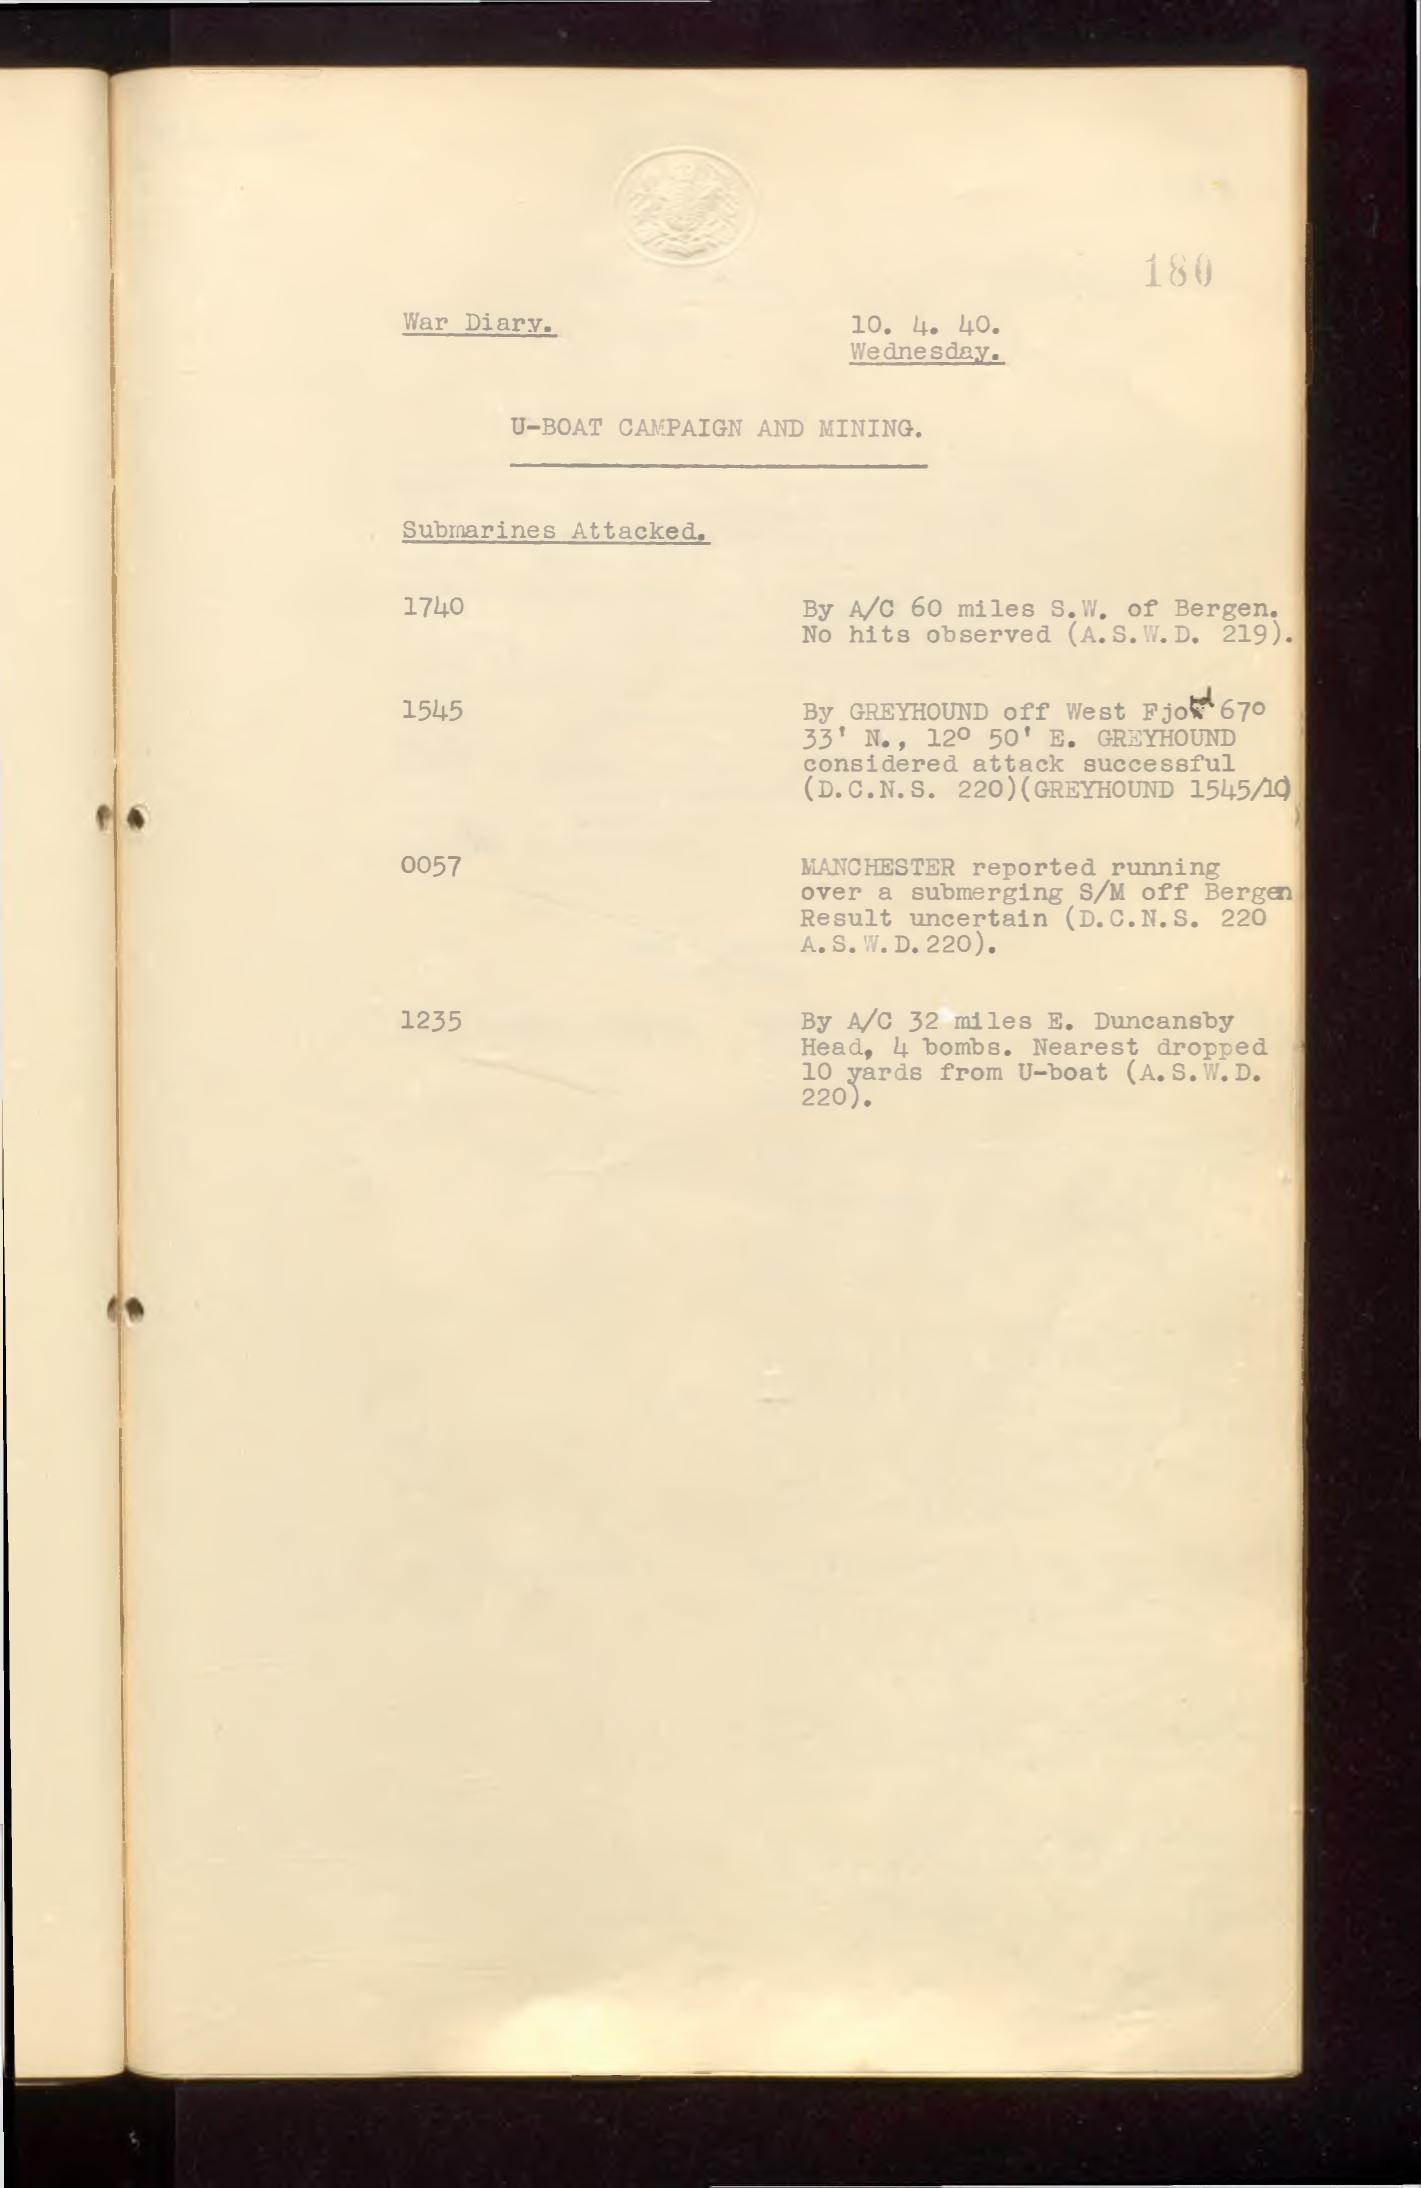 180
War Diary.
10. 4. 40.
Wednesday.
U-BOAT CAMPAIGN AND MINING.
Submarines Attacked.
1740
By A/C 60 miles S.W. of Bergen.
No hits observed (A.S.W.D. 219).
1545
By GREYHOUND off West Fjord 67°
33' N., 12° 50' E. GREYHOUND
considered attack successful
(D.C.N.S. 220)(GREYHOUND 1545/10)
0057
MANCHESTER reported running
over a submerging S/M off Bergen
Result uncertain (D.C.N.S. 220
A.S.W.D.220).
1235
By A/C 32 miles E. Duncansby
Head, 4 bombs. Nearest dropped
10 yards from U-boat (A.S.W.D.
220).